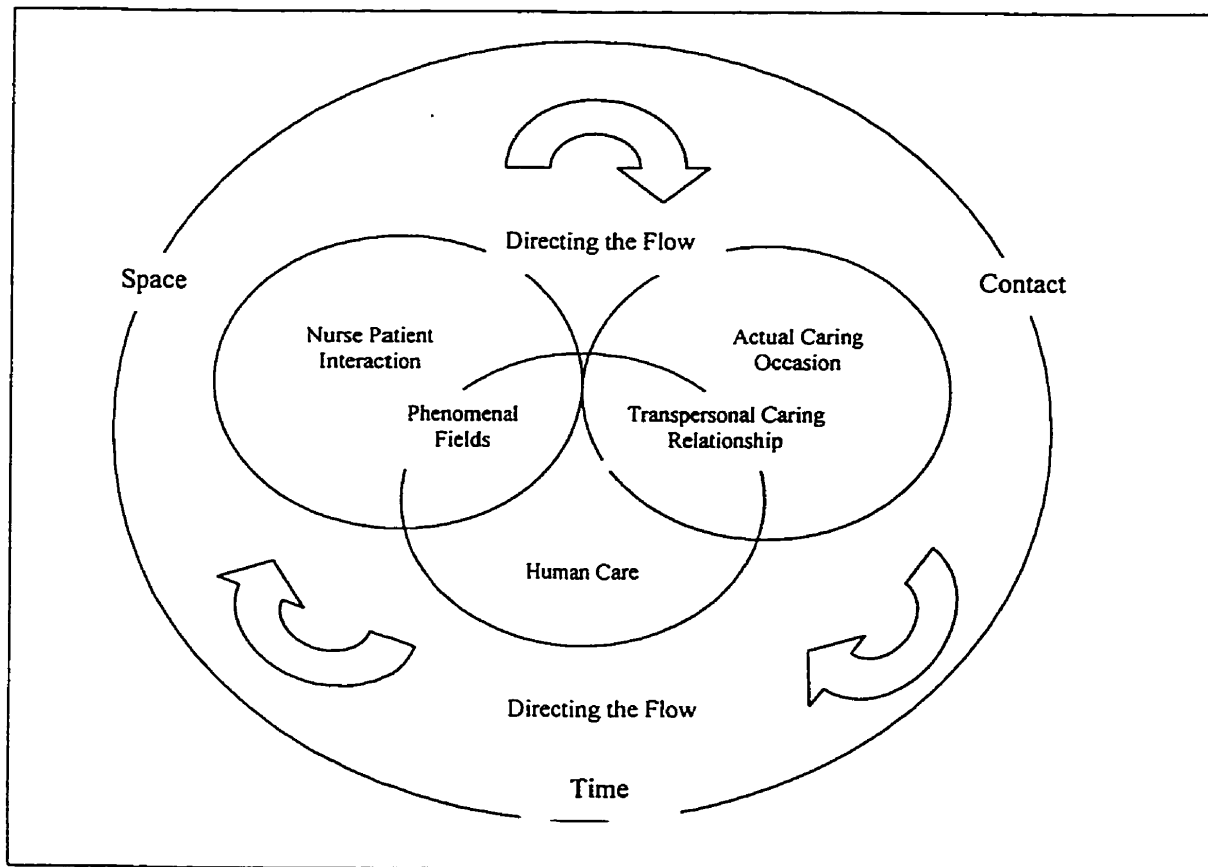 Directing the Flow
Space
Contact
Nurse Patient
Interaction
Actual Caring
Occasion
Phenomenal
Fields
Transpersonal Caring
Relationship
Human Care
Directing the Flow
Time